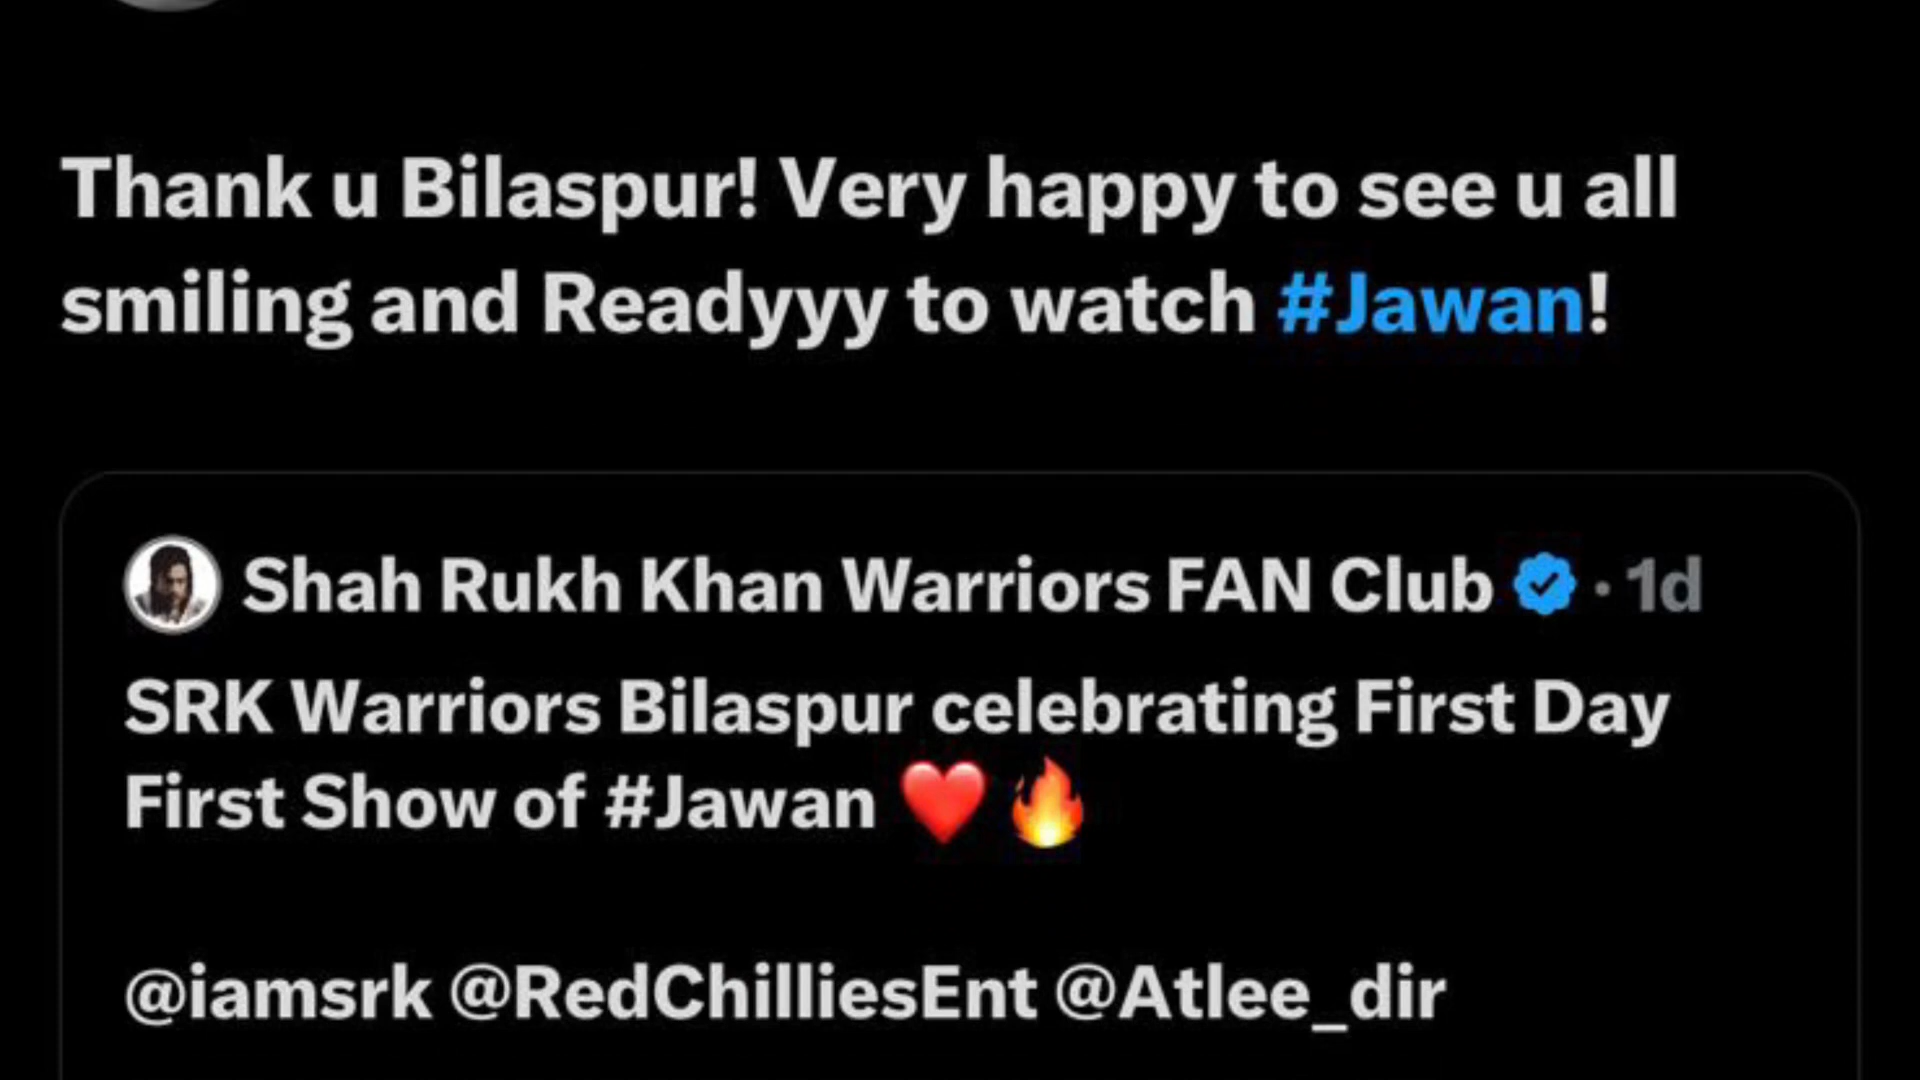 Thank u Bilaspur! Very happy to see u all
smiling and Readyyy to watch #Jawan!
Shah Rukh Khan Warriors FAN Club · 1d
SRK Warriors Bilaspur celebrating First Day
First Show of #Jawan ❤️🔥
@iamsrk @RedChilliesEnt @Atlee_dir